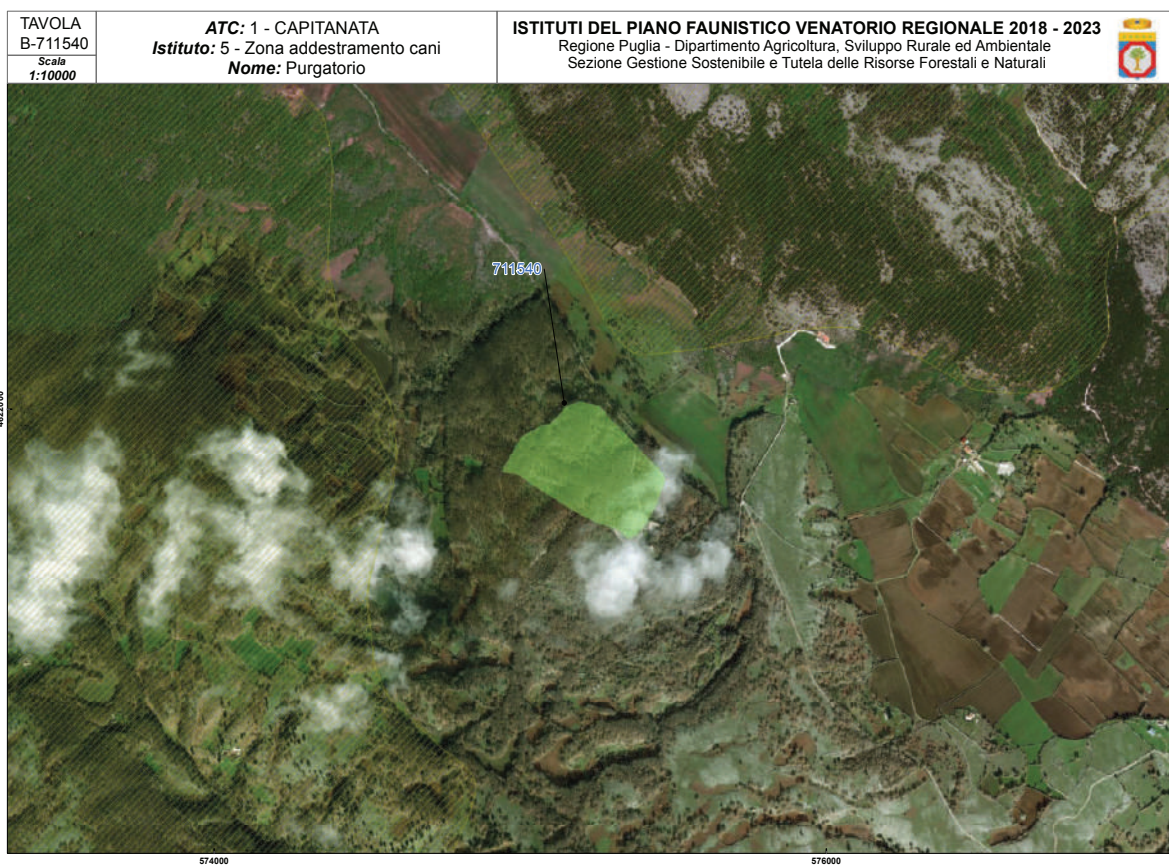 TAVOLA
B-711540
Scala
1:10000
ATC: 1 - CAPITANATA
Istituto: 5 - Zona addestramento cani
Nome: Purgatorio
ISTITUTI DEL PIANO FAUNISTICO VENATORIO REGIONALE 2018 - 2023
Regione Puglia - Dipartimento Agricoltura, Sviluppo Rurale ed Ambientale
Sezione Gestione Sostenibile e Tutela delle Risorse Forestali e Naturali
711540
574000
576000